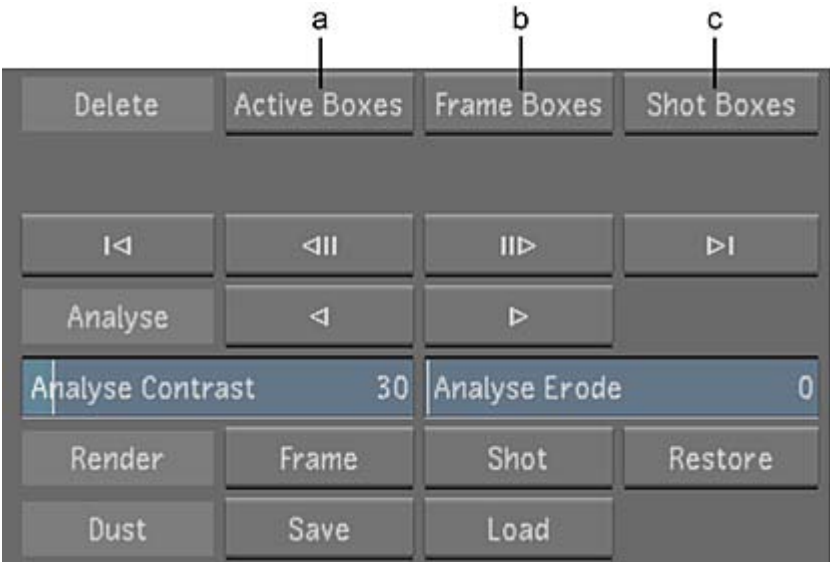 a b c
Delete Active Boxes Frame Boxes Shot Boxes
Analyse
Analyse Contrast 30 Analyse Erode 0
Render Frame Shot Restore
Dust Save Load